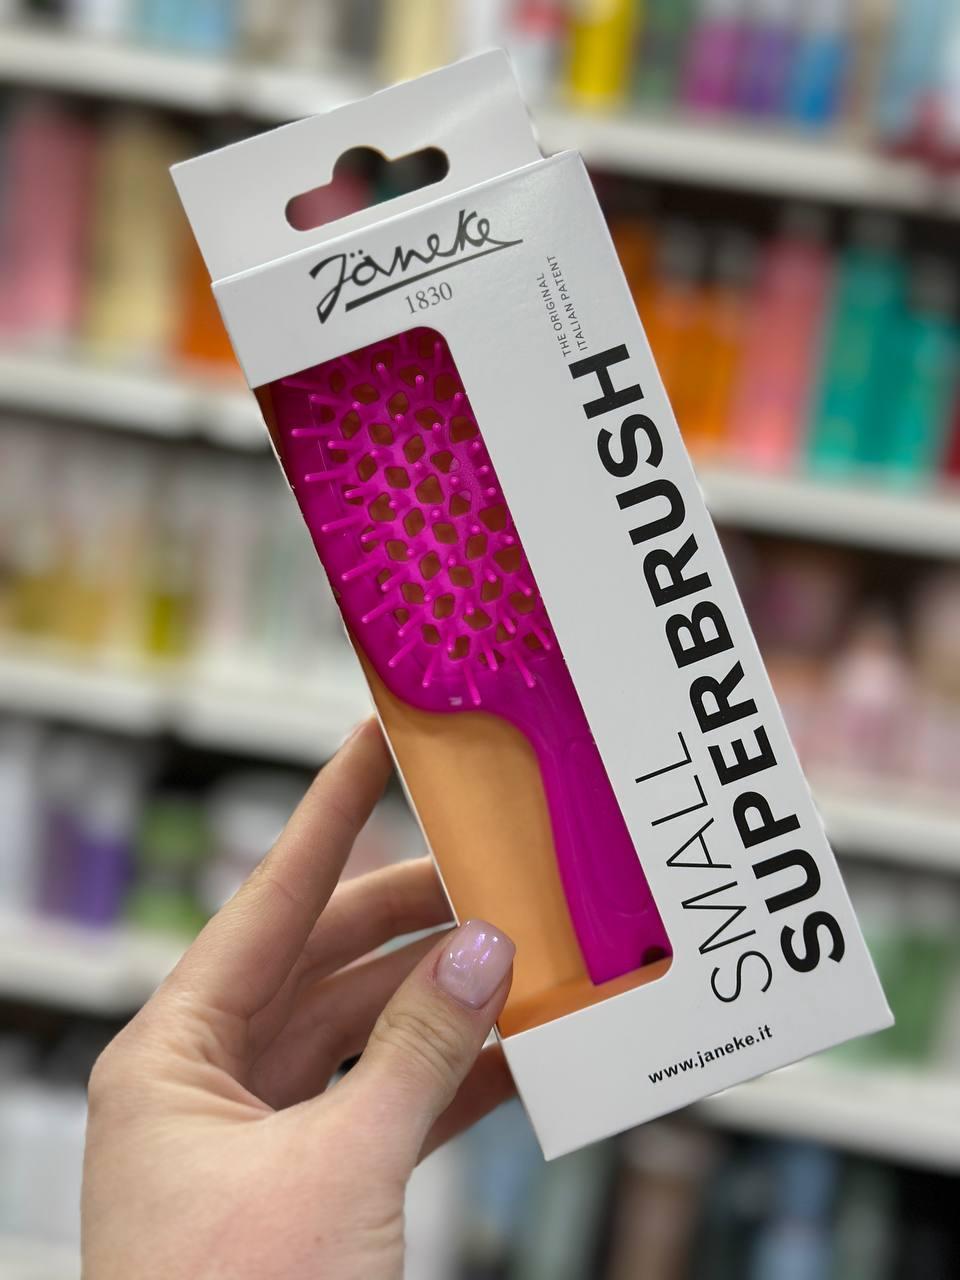 Jäneke
1830
THE ORIGINAL
ITALIAN PATENT
SMALL
SUPERBRUSH
www.janeke.it